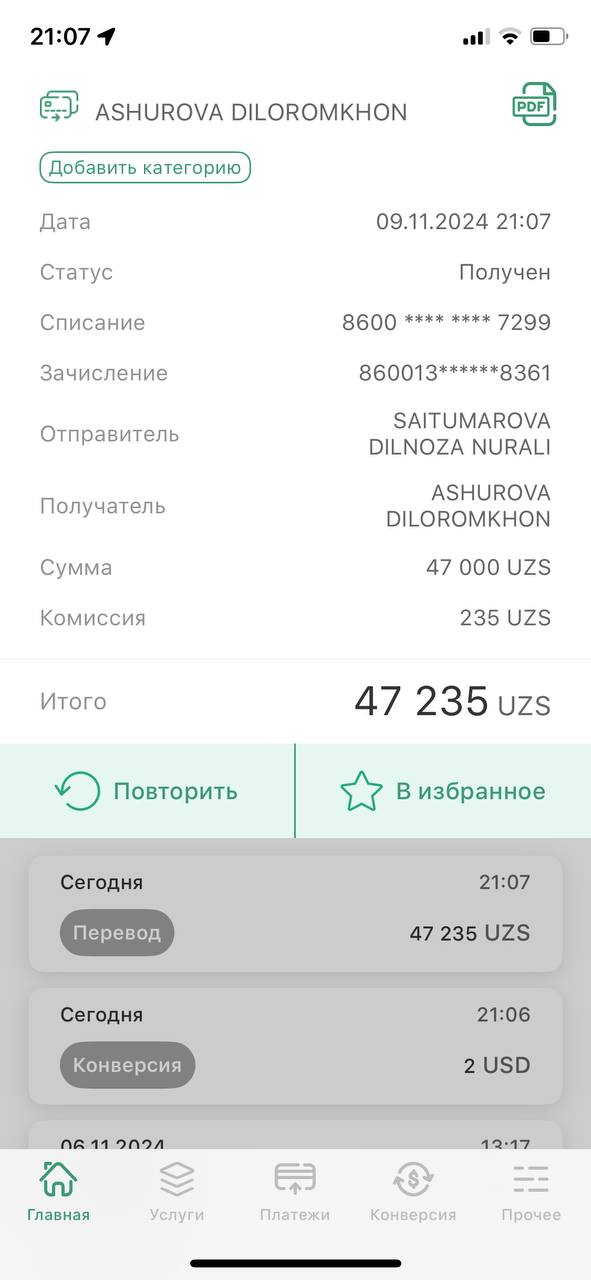 21:07
ASHUROVA DILOROMKHON
PDF
Добавить категорию
Дата 09.11.2024 21:07
Статус Получен
Списание 8600 **** **** 7299
Зачисление 860013******8361
Отправитель SAITUMAROVA
DILNOZA NURALI
Получатель ASHUROVA
DILOROMKHON
Сумма 47 000 UZS
Комиссия 235 UZS
Итого 47 235 UZS
Повторить В избранное
Сегодня 21:07
Перевод 47 235 UZS
Сегодня 21:06
Конверсия 2 USD
06.11.2024 13:17
Главная Услуги Платежи Конверсия Прочее